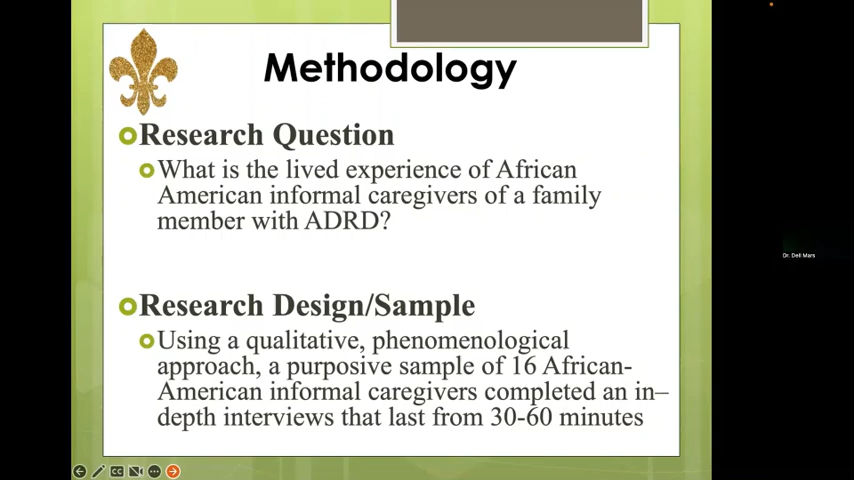 Methodology
Research Question
What is the lived experience of African
American informal caregivers of a family
member with ADRD?
Research Design/Sample
Using a qualitative, phenomenological
approach, a purposive sample of 16 African-
American informal caregivers completed an in–
depth interviews that last from 30-60 minutes
CC
Dr. Dell Mars